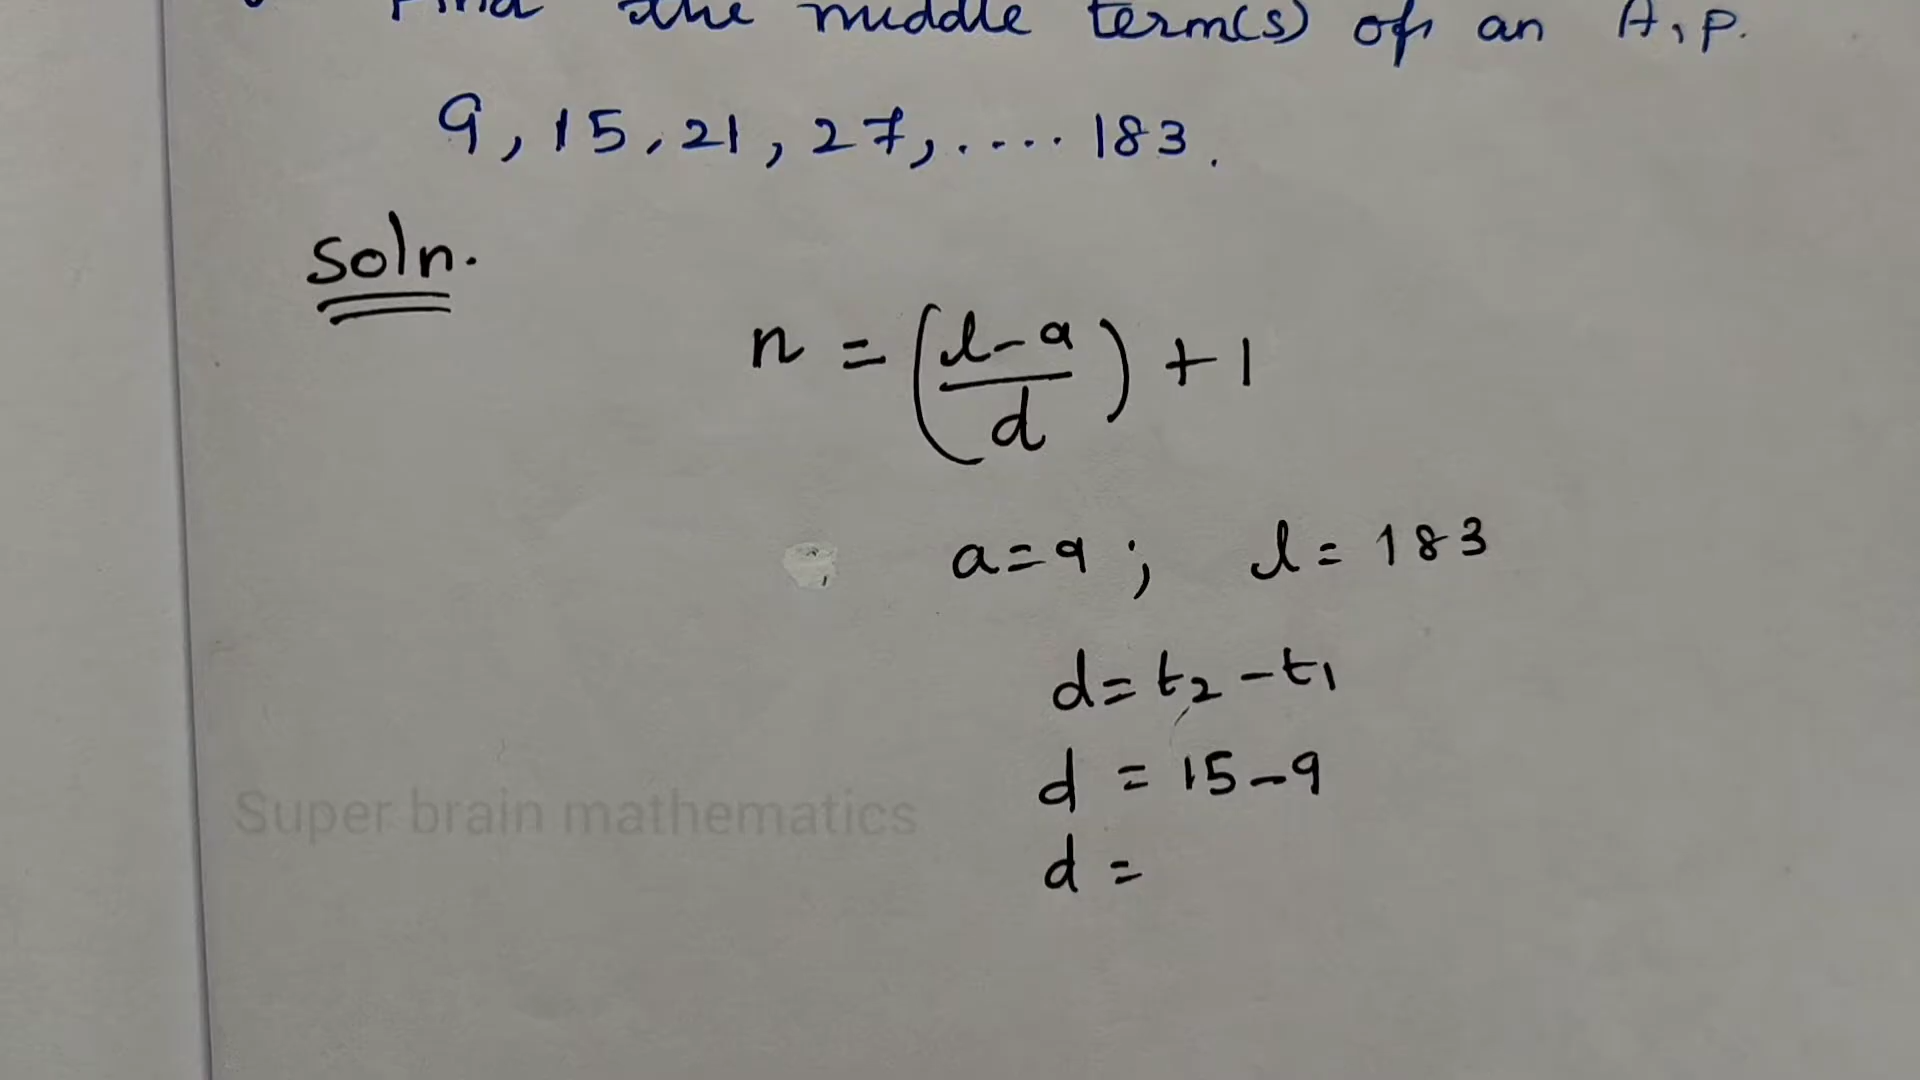 Find the middle term(s) of an A.P.
9, 15, 21, 27, .... 183.
Soln.
n = (l-a/d) + 1
a=9 ; l= 183
d= t2 - t1
d = 15-9
Super brain mathematics
d =